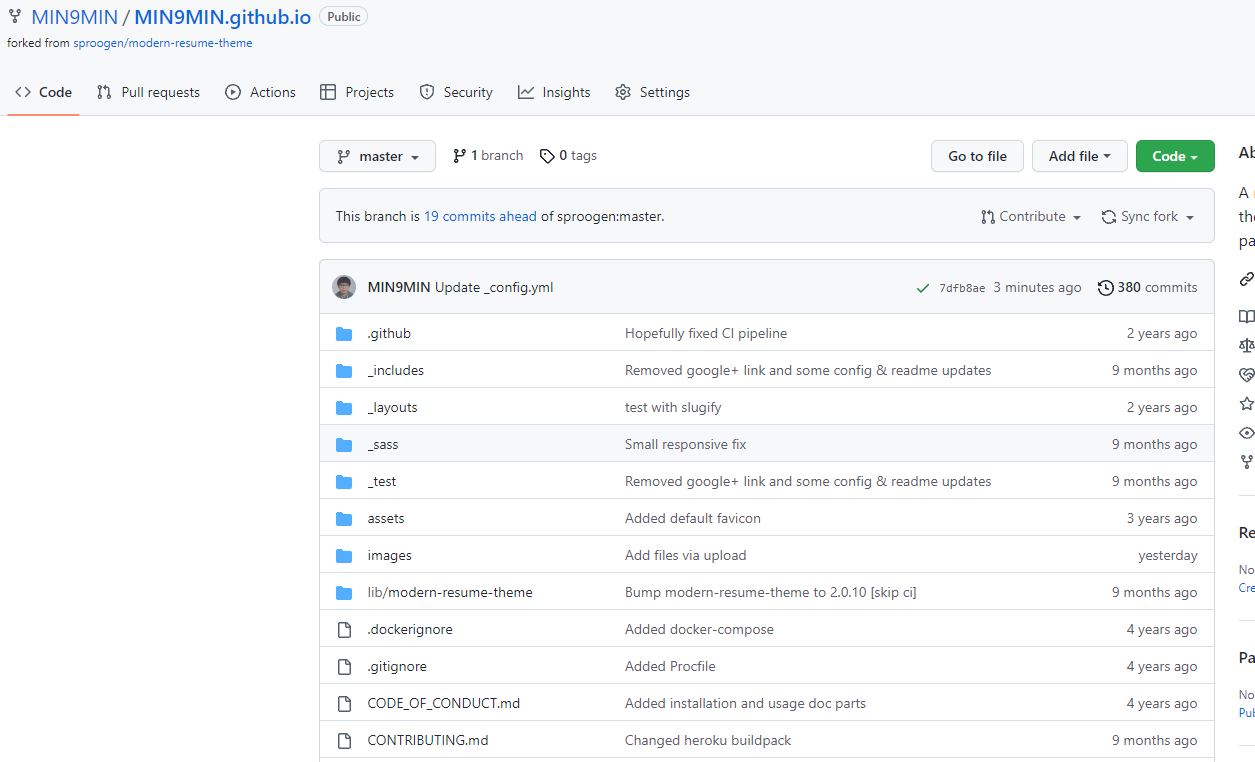 MIN9MIN / MIN9MIN.github.io Public
forked from sproogen/modern-resume-theme
Code Pull requests Actions Projects Security Insights Settings
master 1 branch 0 tags Go to file Add file Code
This branch is 19 commits ahead of sproogen:master. Contribute Sync fork
MIN9MIN Update _config.yml 7dfb8ae 3 minutes ago 380 commits
.github Hopefully fixed CI pipeline 2 years ago
_includes Removed google+ link and some config & readme updates 9 months ago
_layouts test with slugify 2 years ago
_sass Small responsive fix 9 months ago
_test Removed google+ link and some config & readme updates 9 months ago
assets Added default favicon 3 years ago
images Add files via upload yesterday
lib/modern-resume-theme Bump modern-resume-theme to 2.0.10 [skip ci] 9 months ago
.dockerignore Added docker-compose 4 years ago
.gitignore Added Procfile 4 years ago
CODE_OF_CONDUCT.md Added installation and usage doc parts 4 years ago
CONTRIBUTING.md Changed heroku buildpack 9 months ago
A
No
No